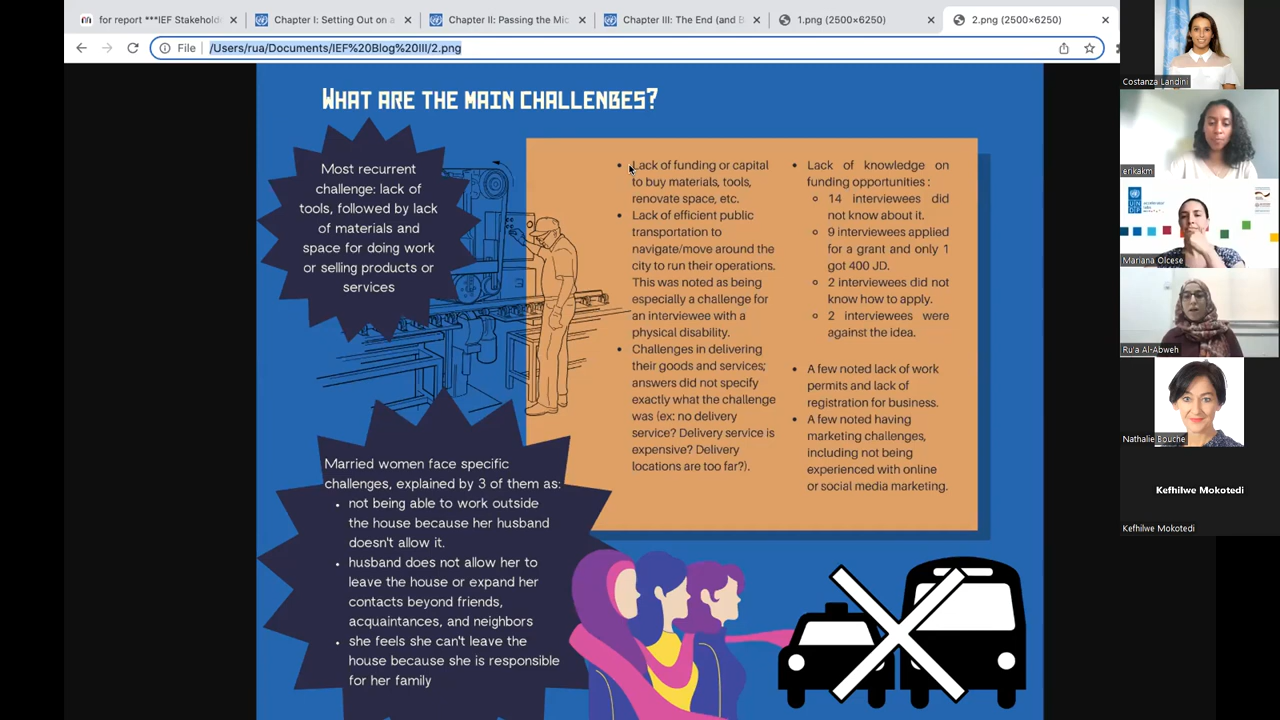 for report ***IEF Stakehold
Chapter I: Setting Out on a
Chapter II: Passing the Mic
Chapter III: The End (and B
1.png (2500×6250)
2.png (2500×6250)
File
/Users/rua/Documents/IEF%20Blog%20III/2.png
WHAT ARE THE MAIN CHALLENBES?
Most recurrent
challenge: lack of
tools, followed by lack
of materials and
space for doing work
or selling products or
services
• Lack of funding or capital
to buy materials, tools,
renovate space, etc.
• Lack of efficient public
transportation to
navigate/move around the
city to run their operations.
This was noted as being
especially a challenge for
an interviewee with a
physical disability.
• Challenges in delivering
their goods and services;
answers did not specify
exactly what the challenge
was (ex: no delivery
service? Delivery service is
expensive? Delivery
locations are too far?).
• Lack of knowledge on
funding opportunities :
14 interviewees did
not know about it.
9 interviewees applied
for a grant and only 1
got 400 JD.
2 interviewees did not
know how to apply.
2 interviewees were
against the idea.
• A few noted lack of work
permits and lack of
registration for business.
• A few noted having
marketing challenges,
including not being
experienced with online
or social media marketing.
Married women face specific
challenges, explained by 3 of them as:
• not being able to work outside
the house because her husband
doesn't allow it.
• husband does not allow her to
leave the house or expand her
contacts beyond friends,
acquaintances, and neighbors
• she feels she can't leave the
house because she is responsible
for her family
Costanza Landini
erikakm
Mariana Olcese
Ru'a Al-Abweh
Nathalie Bouche
Kefhilwe Mokotedi
Kefhilwe Mokotedi